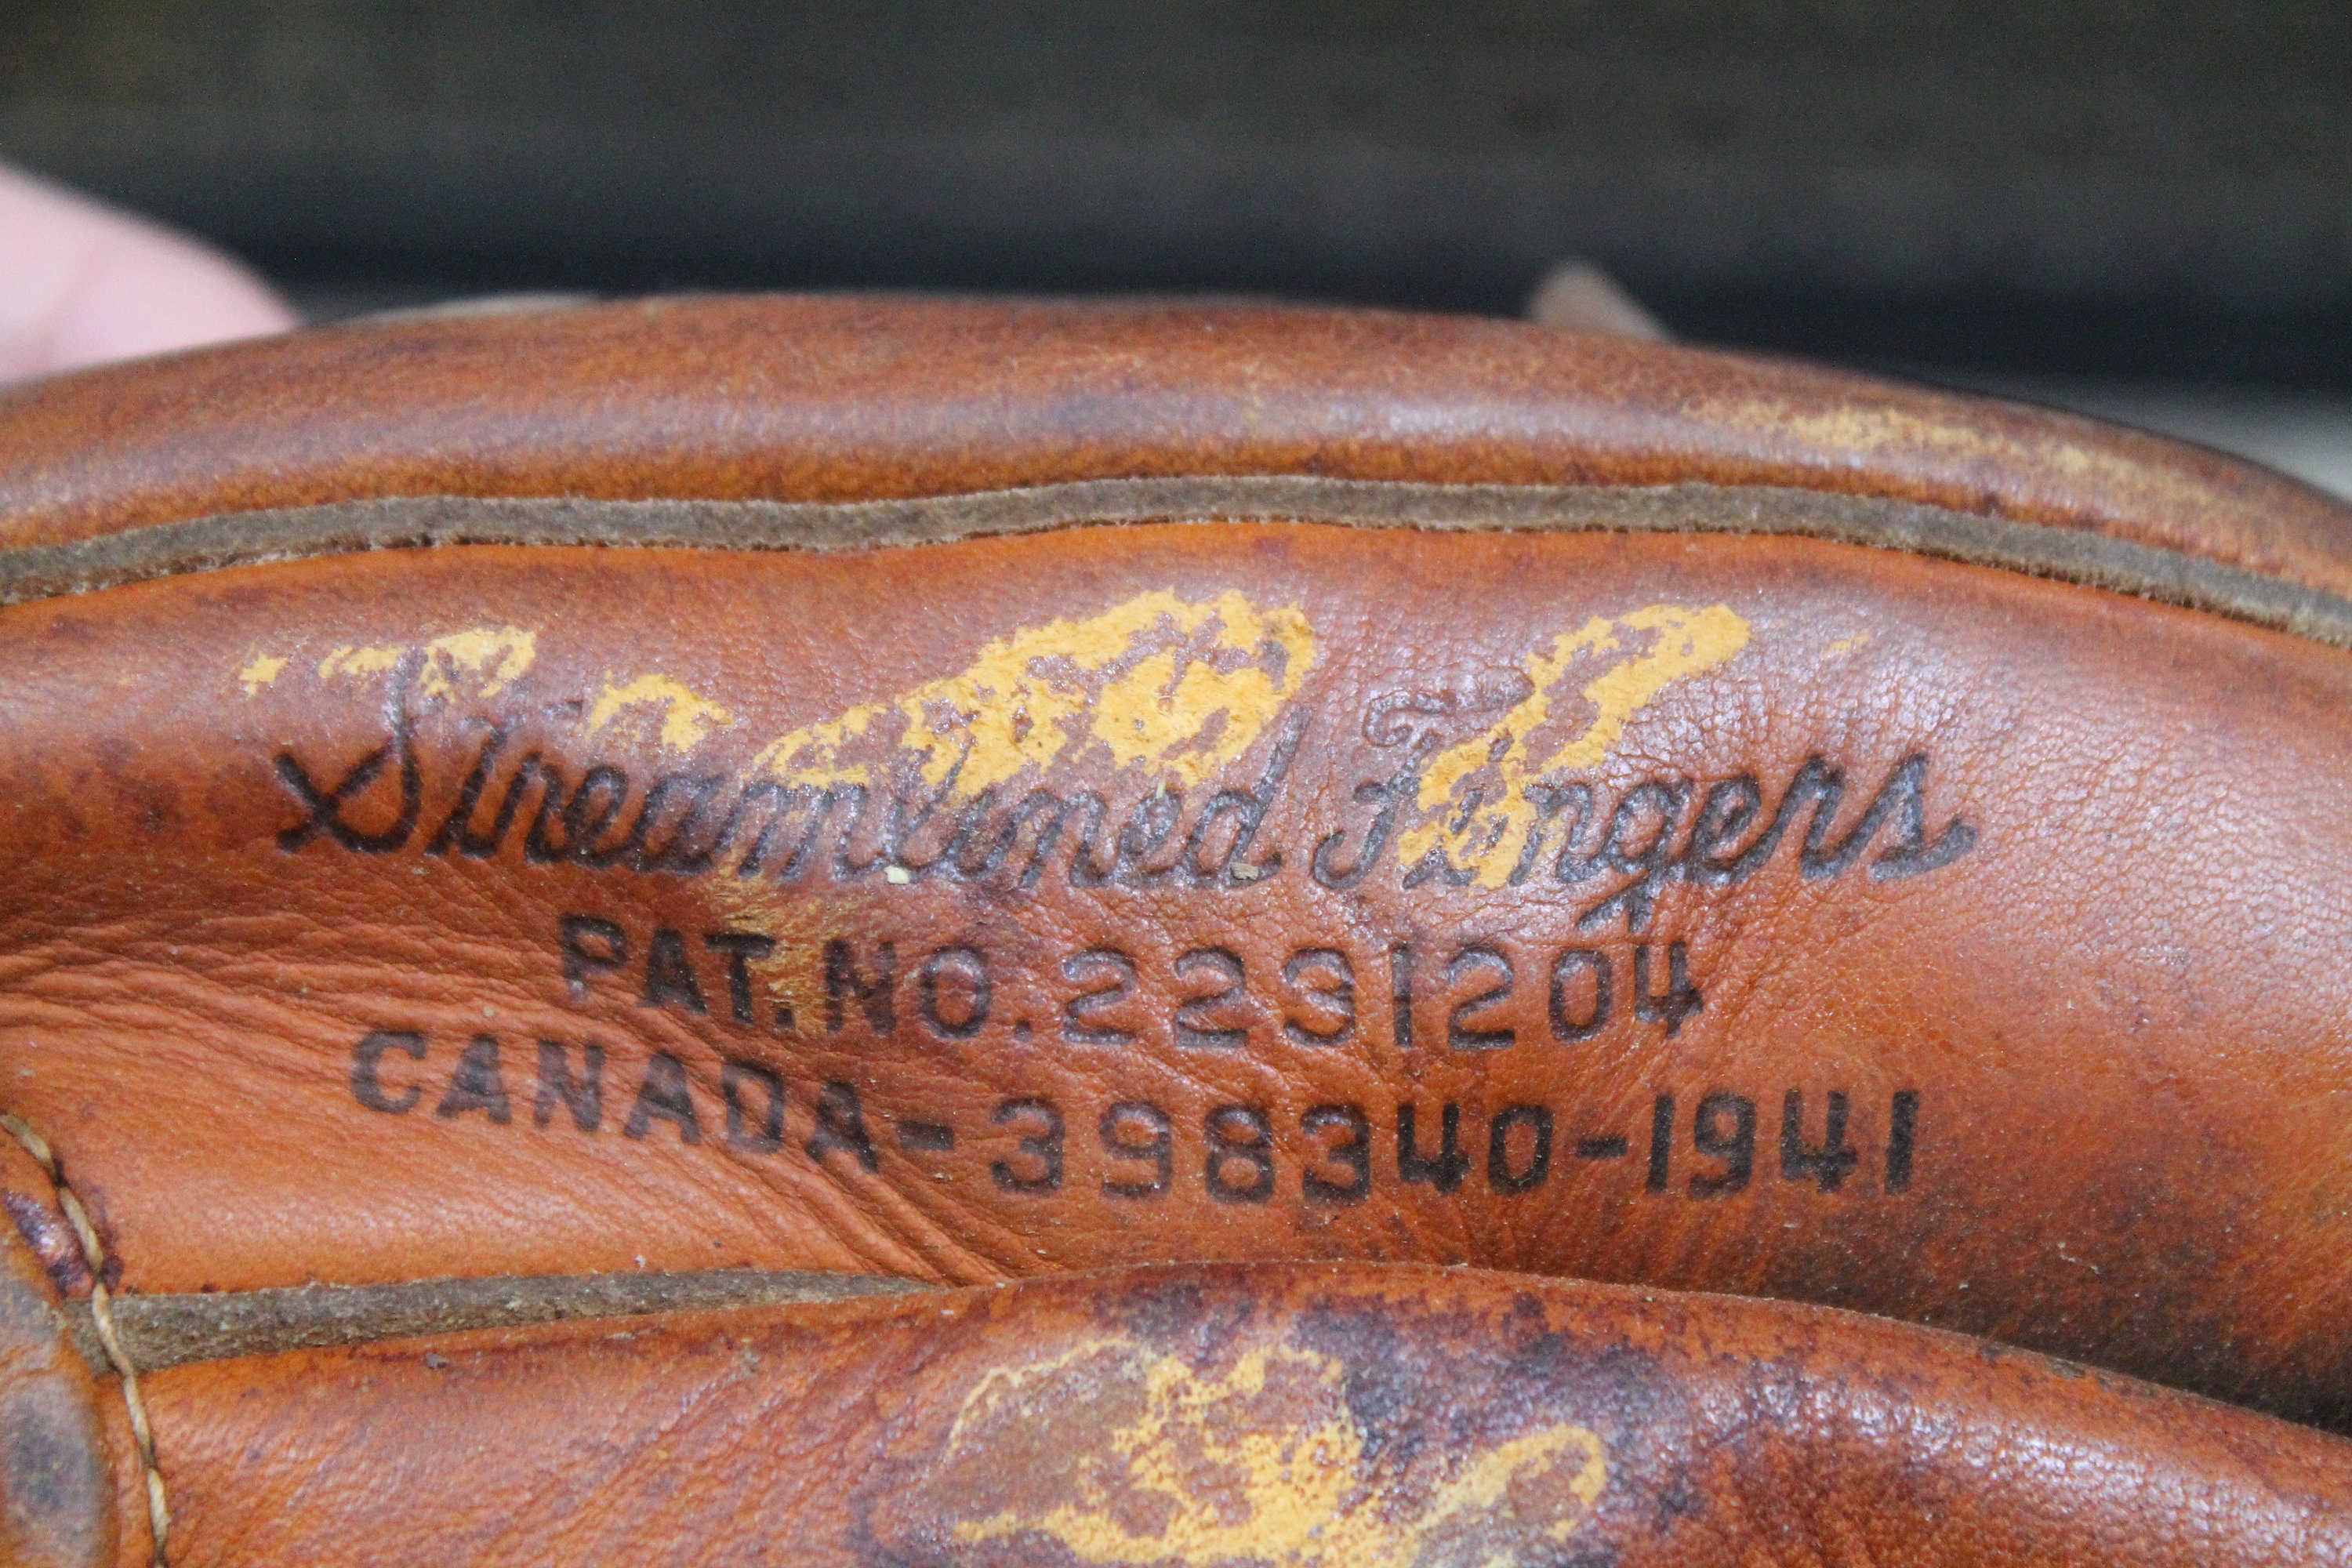 Streamlined Fingers
PAT. NO. 2231204
CANADA-398340-1941